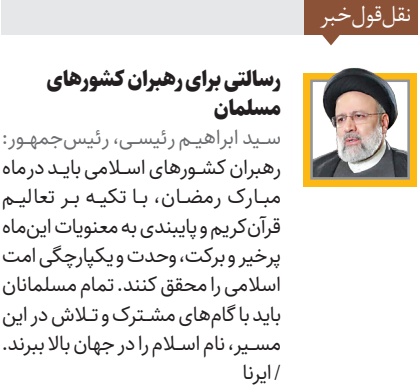 نقل‌قول خبر
رسالتی برای رهبران کشورهای
مسلمان
سید ابراهیم رئیسی، رئیس‌جمهور:
رهبران کشورهای اسلامی باید در ماه
مبارک رمضان، با تکیه بر تعالیم
قرآن‌کریم و پایبندی به معنویات این‌ماه
پرخیر و برکت، وحدت و یکپارچگی امت
اسلامی را محقق کنند. تمام مسلمانان
باید با گام‌های مشترک و تلاش در این
مسیر، نام اسلام را در جهان بالا ببرند.
/ ایرنا